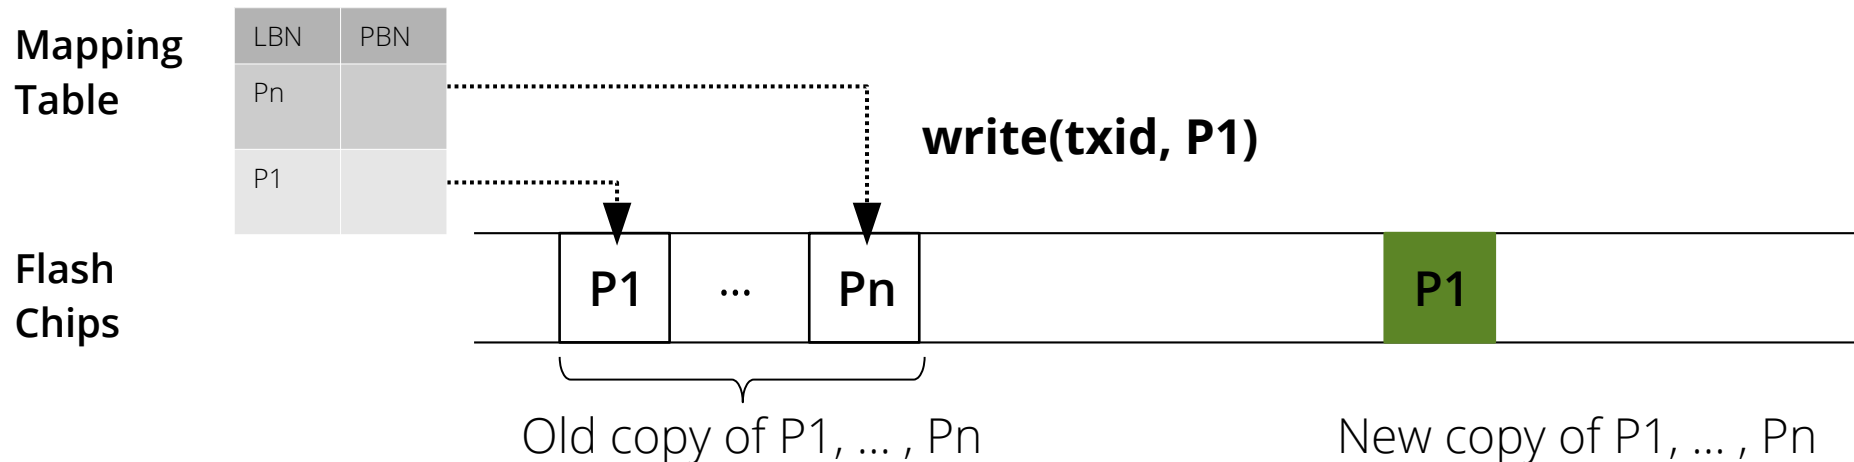 Mapping
Table
LBN PBN
Pn
P1
write(txid, P1)
Flash
Chips
P1 ... Pn P1
Old copy of P1, ... , Pn
New copy of P1, ... , Pn